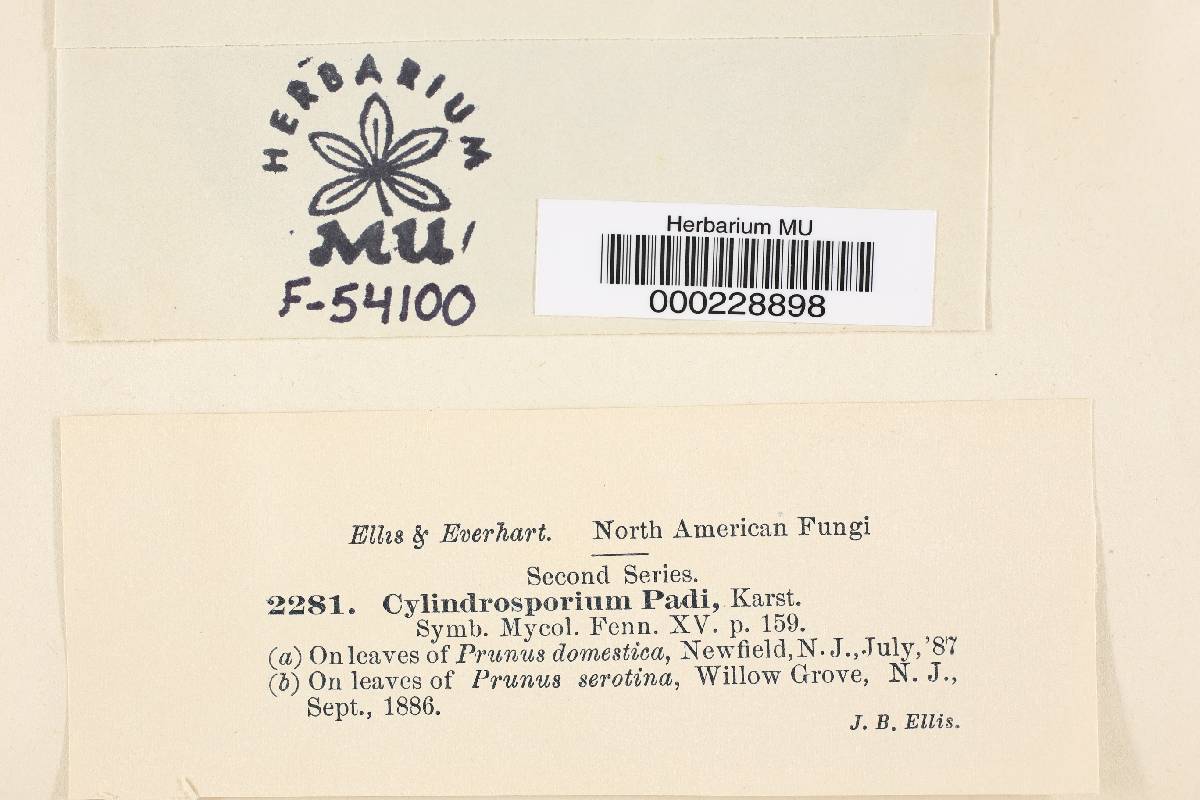 HERBARIUM
MU
F-54100
Herbarium MU
000228898
Ellis & Everhart. North American Fungi
Second Series.
2281. Cylindrosporium Padi, Karst.
Symb. Mycol. Fenn. XV. p. 159.
(a) On leaves of Prunus domestica, Newfield, N. J., July, '87
(b) On leaves of Prunus serotina, Willow Grove, N. J.,
Sept., 1886.
J. B. Ellis.